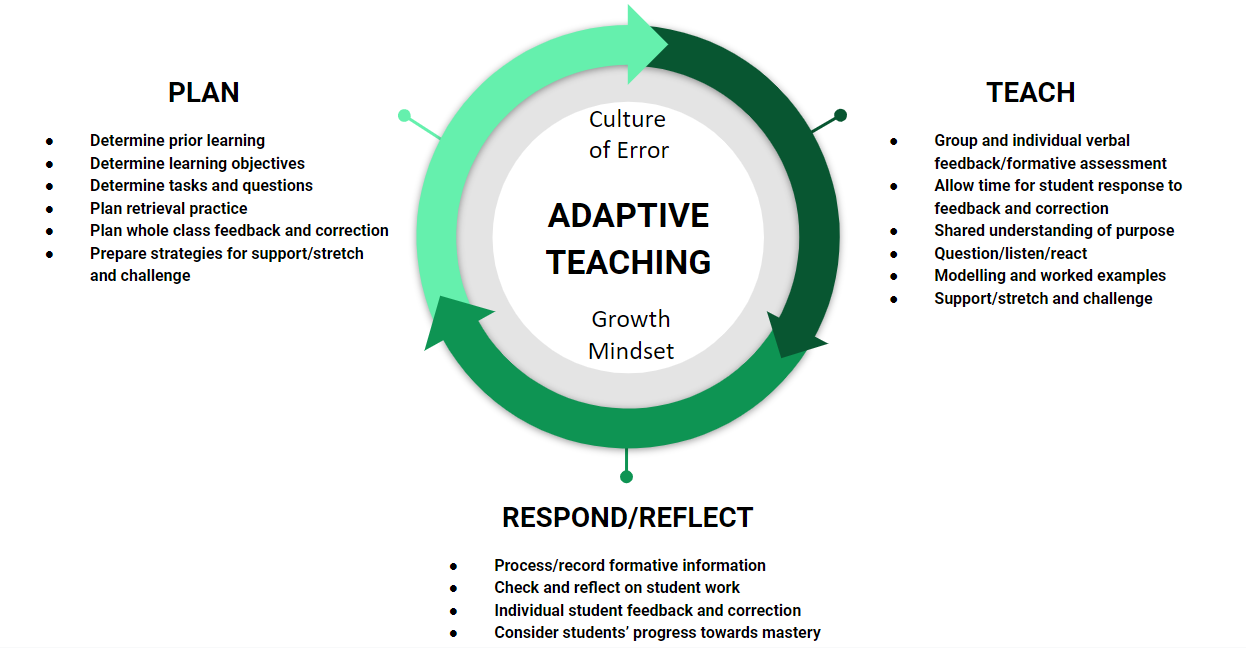 PLAN
● Determine prior learning
● Determine learning objectives
● Determine tasks and questions
● Plan retrieval practice
● Plan whole class feedback and correction
● Prepare strategies for support/stretch
and challenge
Culture
of Error
ADAPTIVE
TEACHING
Growth
Mindset
TEACH
● Group and individual verbal
feedback/formative assessment
● Allow time for student response to
feedback and correction
● Shared understanding of purpose
● Question/listen/react
● Modelling and worked examples
● Support/stretch and challenge
RESPOND/REFLECT
● Process/record formative information
● Check and reflect on student work
● Individual student feedback and correction
● Consider students’ progress towards mastery